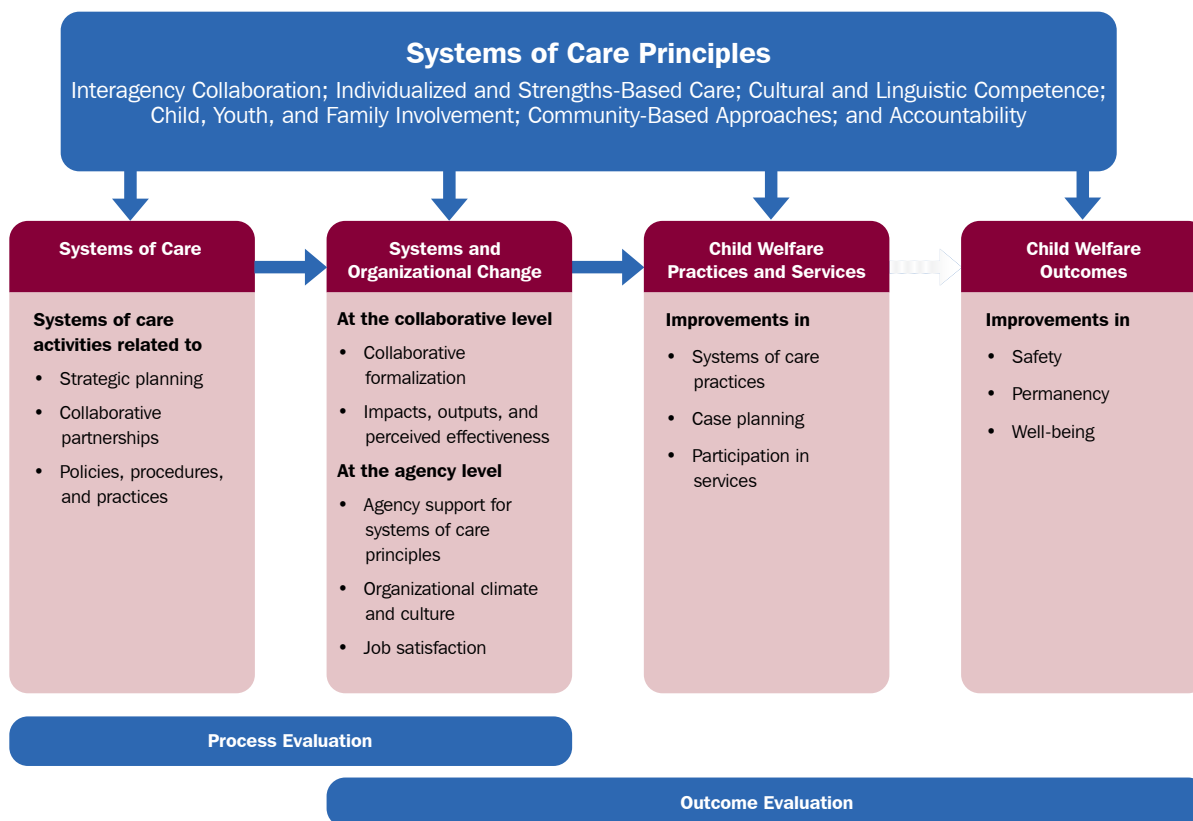 Systems of Care Principles
Interagency Collaboration; Individualized and Strengths-Based Care; Cultural and Linguistic Competence;
Child, Youth, and Family Involvement; Community-Based Approaches; and Accountability
Systems of Care
Systems of care
activities related to
• Strategic planning
• Collaborative
partnerships
• Policies, procedures,
and practices
Systems and
Organizational Change
At the collaborative level
• Collaborative
formalization
• Impacts, outputs, and
perceived effectiveness
At the agency level
• Agency support for
systems of care
principles
• Organizational climate
and culture
• Job satisfaction
Child Welfare
Practices and Services
Improvements in
• Systems of care
practices
• Case planning
• Participation in
services
Child Welfare
Outcomes
Improvements in
• Safety
• Permanency
• Well-being
Process Evaluation
Outcome Evaluation